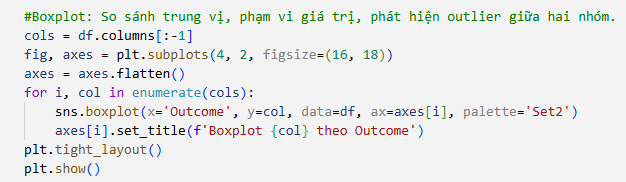 #Boxplot: So sánh trung vị, phạm vi giá trị, phát hiện outlier giữa hai nhóm.
cols = df.columns[:-1]
fig, axes = plt.subplots(4, 2, figsize=(16, 18))
axes = axes.flatten()
for i, col in enumerate(cols):
    sns.boxplot(x='Outcome', y=col, data=df, ax=axes[i], palette='Set2')
    axes[i].set_title(f'Boxplot {col} theo Outcome')
plt.tight_layout()
plt.show()